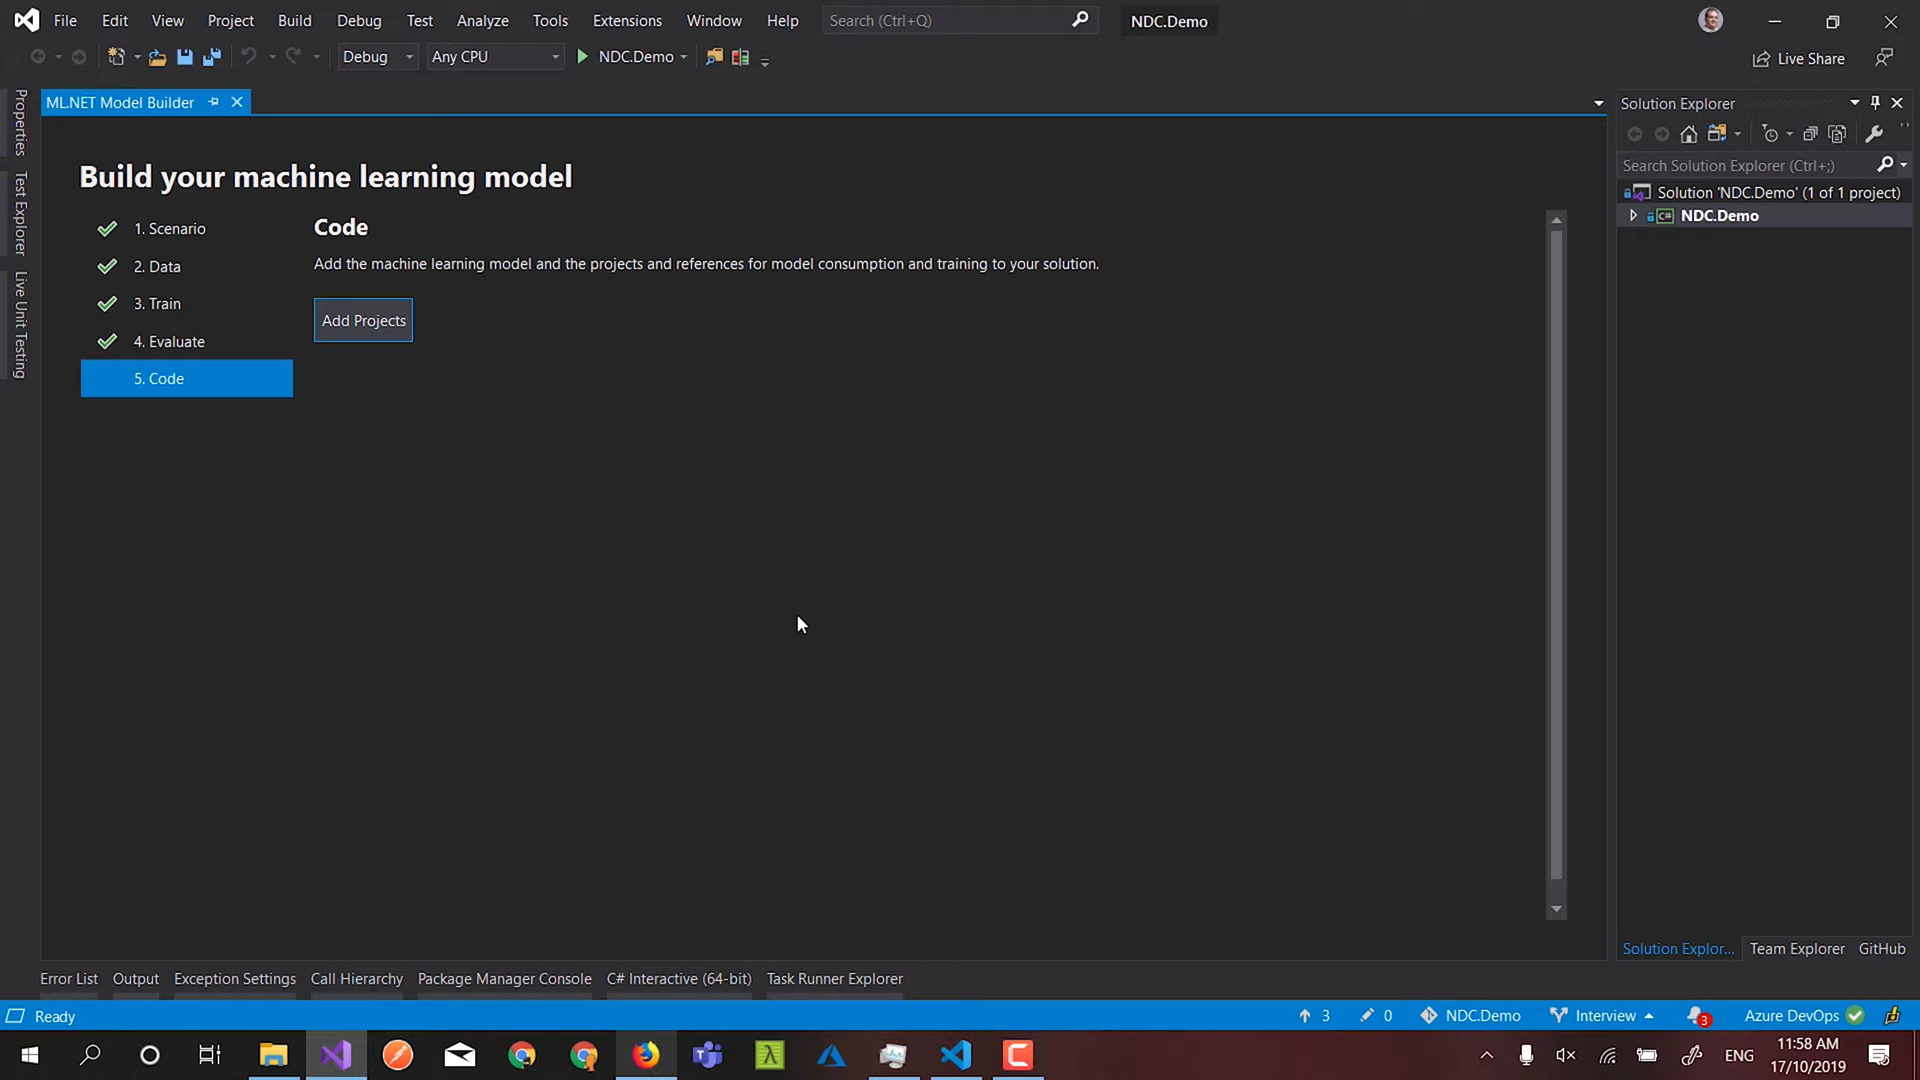 File Edit View Project Build Debug Test Analyze Tools Extensions Window Help Search (Ctrl+Q) NDC.Demo
Debug Any CPU NDC.Demo Live Share
Properties
Test Explorer
Live Unit Testing
ML.NET Model Builder
Build your machine learning model
1. Scenario
2. Data
3. Train
4. Evaluate
5. Code
Code
Add the machine learning model and the projects and references for model consumption and training to your solution.
Add Projects
Solution Explorer
Search Solution Explorer (Ctrl+;)
Solution 'NDC.Demo' (1 of 1 project)
C# NDC.Demo
Solution Explor... Team Explorer GitHub
Error List Output Exception Settings Call Hierarchy Package Manager Console C# Interactive (64-bit) Task Runner Explorer
Ready 3 0 NDC.Demo Interview 3 Azure DevOps
ENG 11:58 AM
17/10/2019